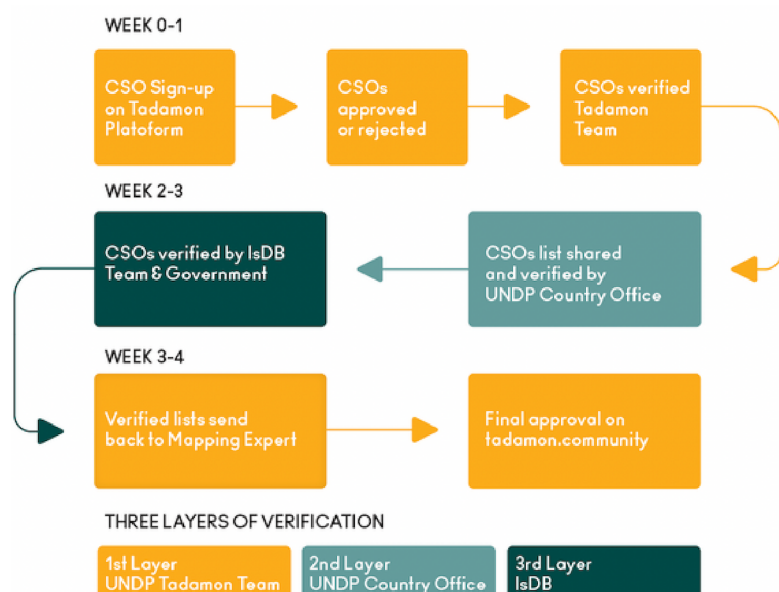 WEEK 0-1
CSO Sign-up
on Tadamon
Platoform
CSOs
approved
or rejected
CSOs verified
Tadamon
Team
WEEK 2-3
CSOs verified by IsDB
Team & Government
CSOs list shared
and verified by
UNDP Country Office
WEEK 3-4
Verified lists send
back to Mapping Expert
Final approval on
tadamon.community
THREE LAYERS OF VERIFICATION
1st Layer
UNDP Tadamon Team
2nd Layer
UNDP Country Office
3rd Layer
IsDB